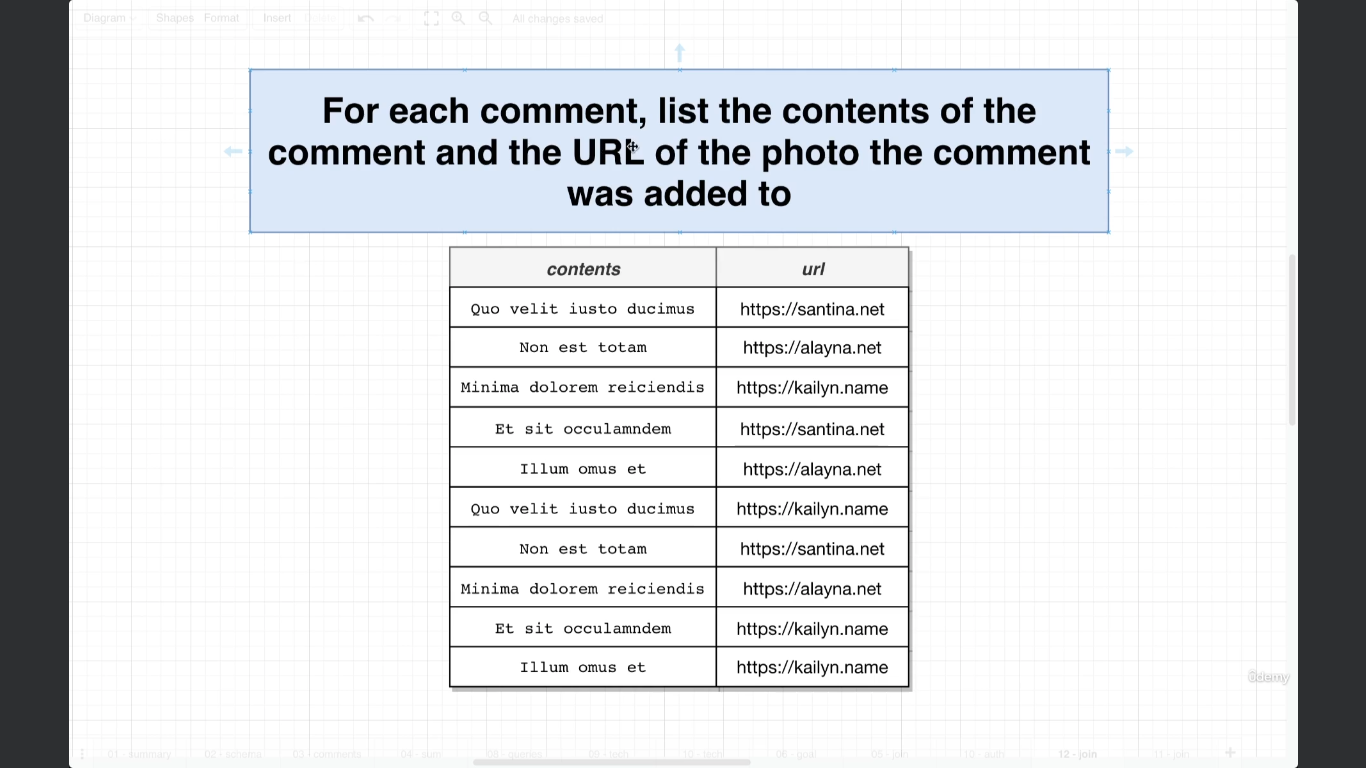 Diagram Shapes Format Insert All changes saved
For each comment, list the contents of the
comment and the URL of the photo the comment
was added to
contents url
Quo velit iusto ducimus https://santina.net
Non est totam https://alayna.net
Minima dolorem reiciendis https://kailyn.name
Et sit occulamndem https://santina.net
Illum omus et https://alayna.net
Quo velit iusto ducimus https://kailyn.name
Non est totam https://santina.net
Minima dolorem reiciendis https://alayna.net
Et sit occulamndem https://kailyn.name
Illum omus et https://kailyn.name
ûdemy
01 - summary 02 - schema 03 - comments 04 - sum 08 - queries 09 - tech 10 - tech 06 - goal 05 - join 10 - auth 12 - join 11 - join